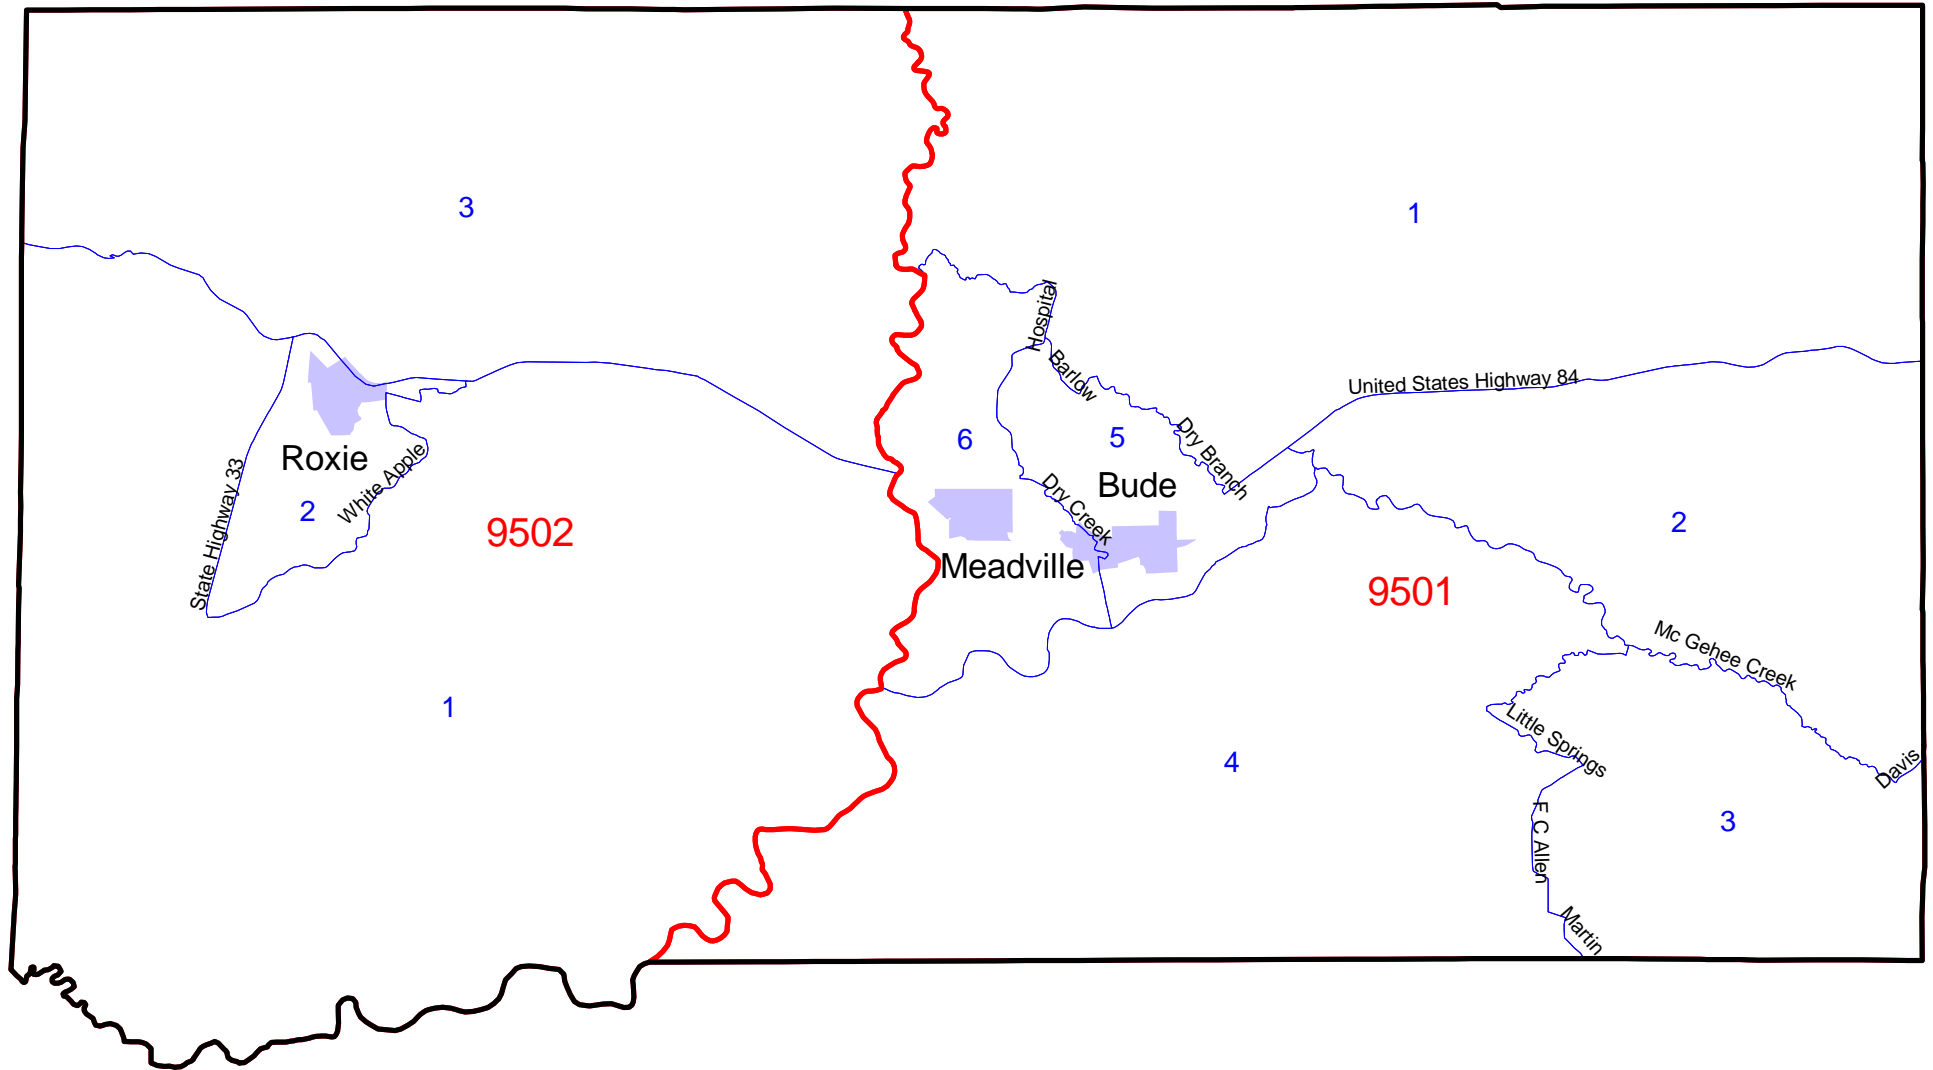 3
1
Hospital
Barlow
United States Highway 84
Dry Branch
6
5
Roxie
White Apple
State Highway 33
2
9502
Bude
Dry Creek
Meadville
2
9501
Mc Gehee Creek
1
Little Springs
4
Davis
3
F C Allen
Martin